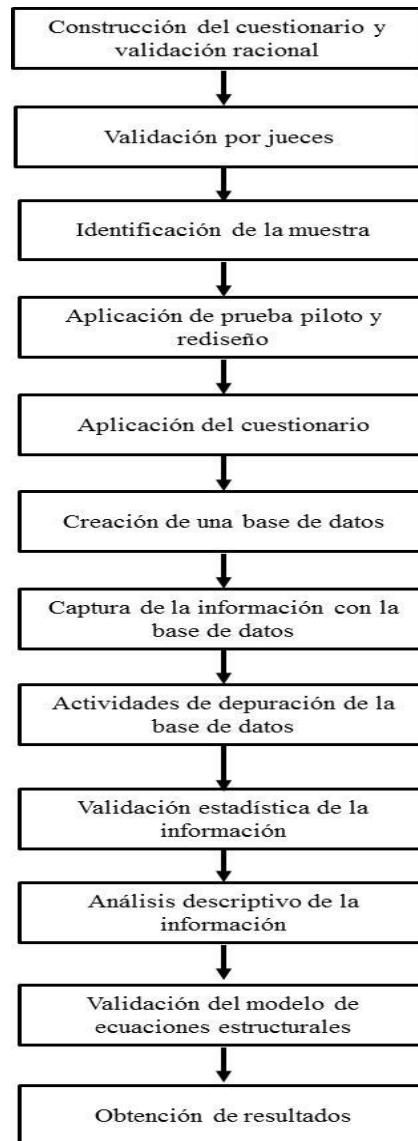 Construcción del cuestionario y
validación racional
Validación por jueces
Identificación de la muestra
Aplicación de prueba piloto y
rediseño
Aplicación del cuestionario
Creación de una base de datos
Captura de la información con la
base de datos
Actividades de depuración de la
base de datos
Validación estadística de la
información
Análisis descriptivo de la
información
Validación del modelo de
ecuaciones estructurales
Obtención de resultados